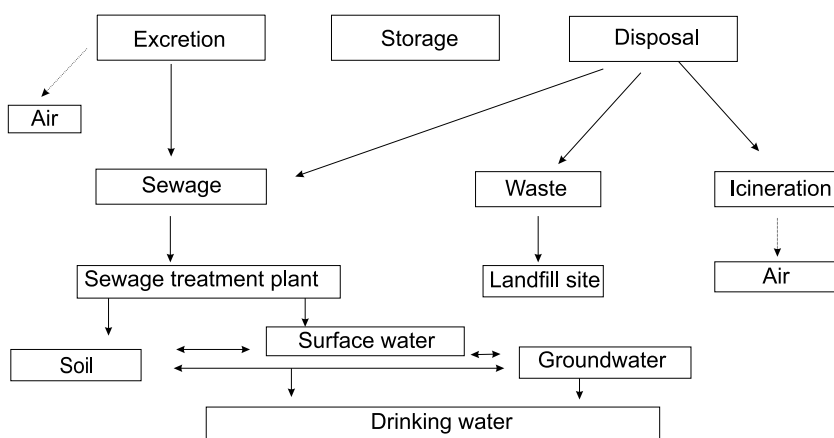 Excretion
Storage
Disposal
Air
Sewage
Waste
Icineration
Sewage treatment plant
Landfill site
Air
Surface water
Soil
Groundwater
Drinking water